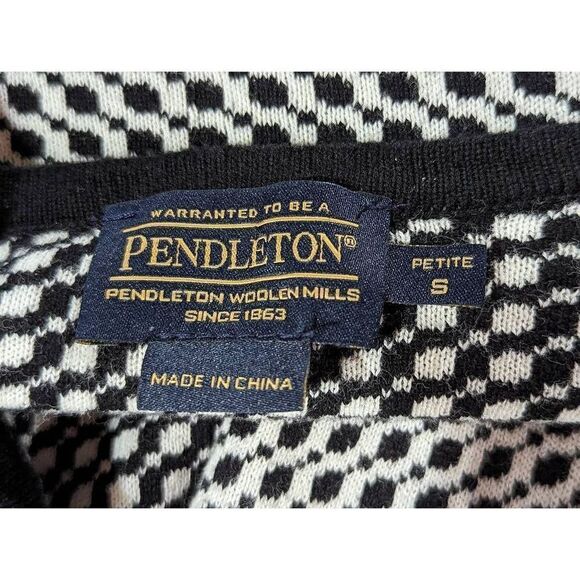 WARRANTED TO BE A
PENDLETON®
PENDLETON WOOLEN MILLS
SINCE 1863
PETITE
S
MADE IN CHINA